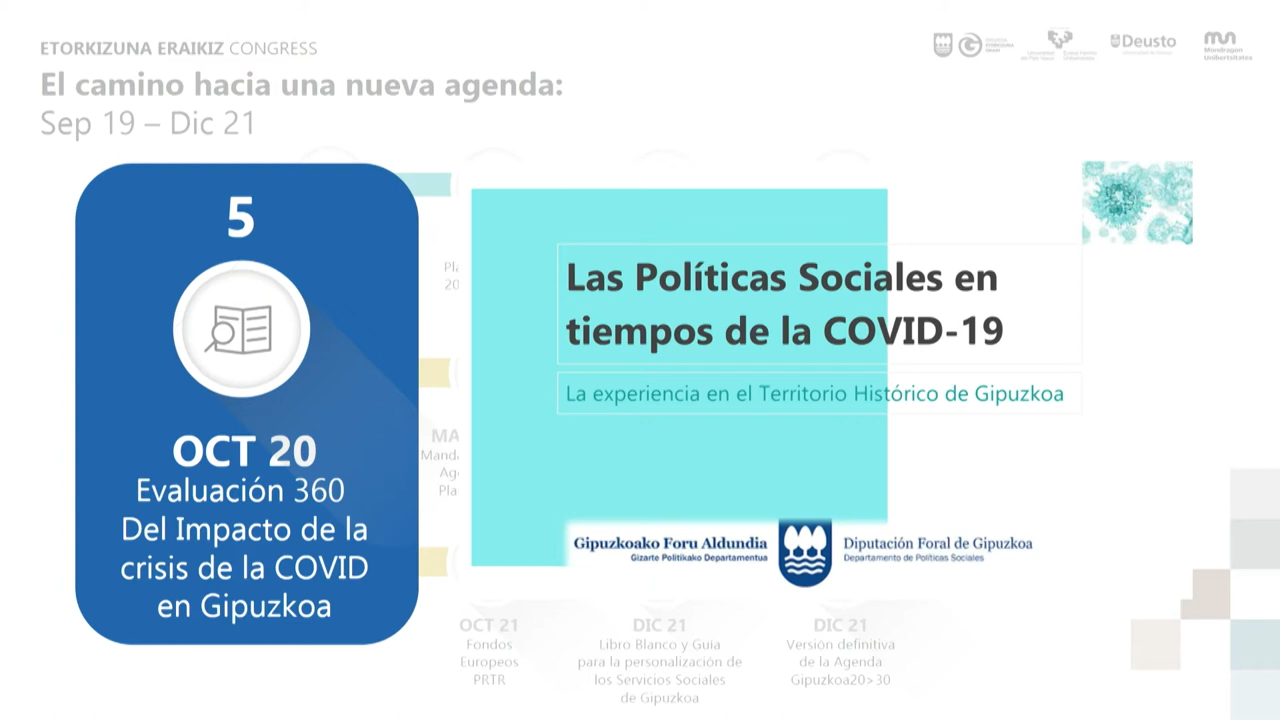 ETORKIZUNA ERAIKIZ CONGRESS
El camino hacia una nueva agenda:
Sep 19 – Dic 21
Deusto
Mondragon
Unibertsitatea
5
OCT 20
Evaluación 360
Del Impacto de la
crisis de la COVID
en Gipuzkoa
Las Políticas Sociales en
tiempos de la COVID-19
La experiencia en el Territorio Histórico de Gipuzkoa
Gipuzkoako Foru Aldundia
Gizarte Politikako Departamentua
Diputación Foral de Gipuzkoa
Departamento de Políticas Sociales
OCT 21
Fondos
Europeos
PRTR
DIC 21
Libro Blanco y Guía
para la personalización de
los Servicios Sociales
de Gipuzkoa
DIC 21
Versión definitiva
de la Agenda
Gipuzkoa20>30